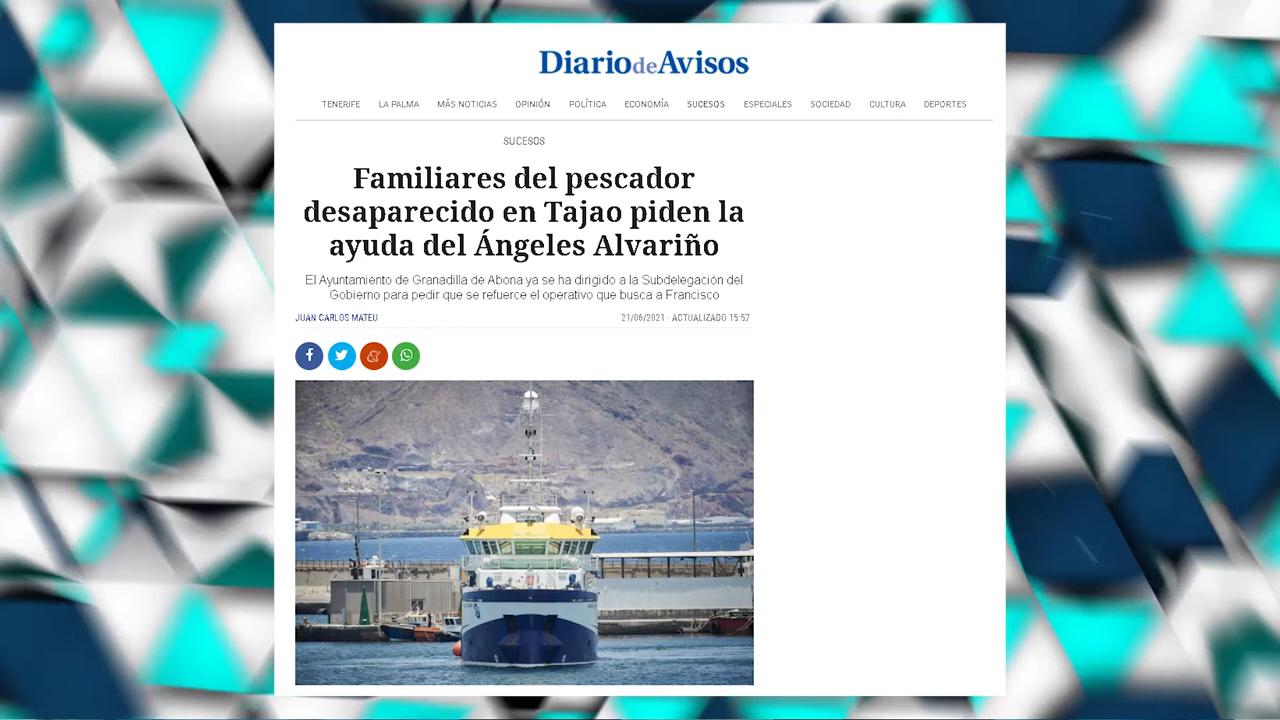 DiariodeAvisos
TENERIFE LA PALMA MÁS NOTICIAS OPINIÓN POLÍTICA ECONOMÍA SUCESOS ESPECIALES SOCIEDAD CULTURA DEPORTES
SUCESOS
Familiares del pescador
desaparecido en Tajao piden la
ayuda del Ángeles Alvariño
El Ayuntamiento de Granadilla de Abona ya se ha dirigido a la Subdelegación del
Gobierno para pedir que se refuerce el operativo que busca a Francisco
JUAN CARLOS MATEU 21/06/2021 · ACTUALIZADO 15:57